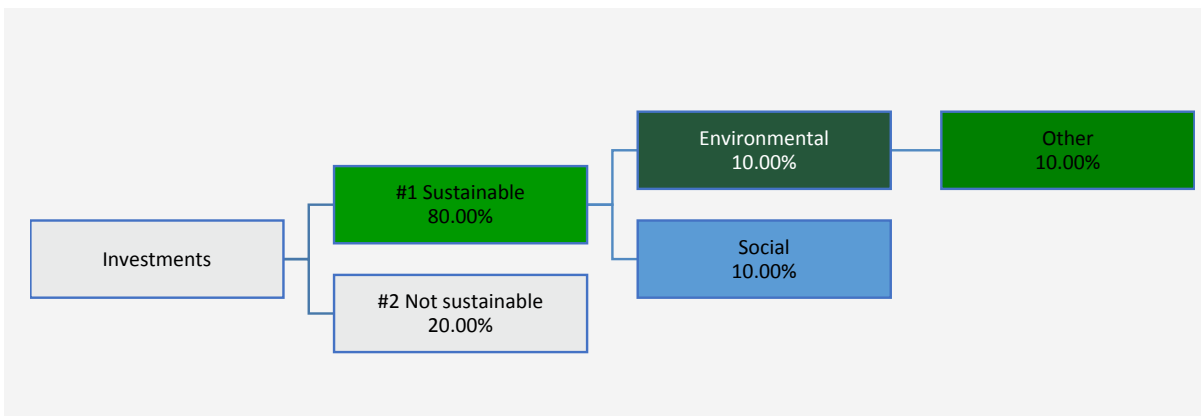 Investments
#1 Sustainable
80.00%
#2 Not sustainable
20.00%
Environmental
10.00%
Social
10.00%
Other
10.00%